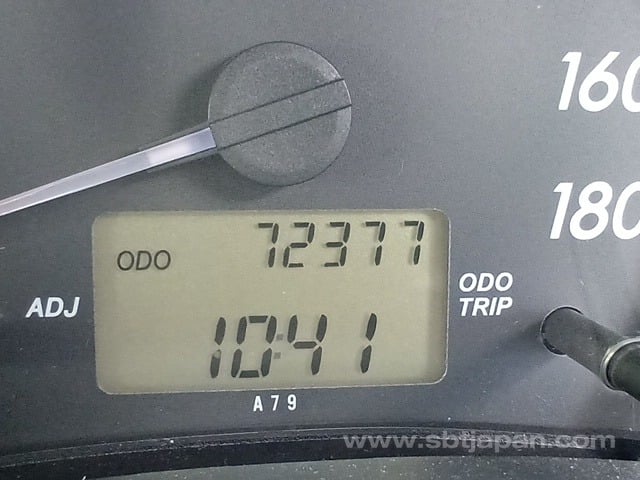 160
180
ODO 72377
ADJ
ODO
TRIP
10:41
A79
www.sbtjapan.com